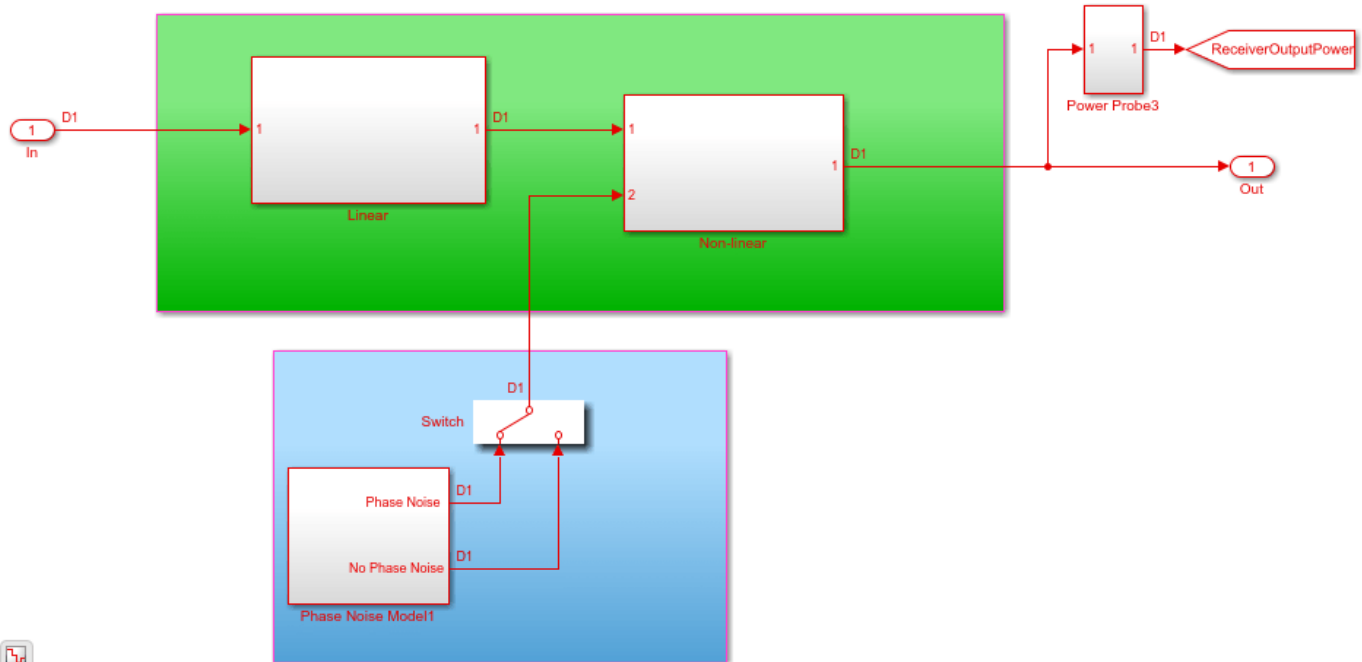 D1
1
ReceiverOutputPower
1
1
Power Probe3
1
D1
In
1
1
D1
Linear
1
2
1
D1
Non-linear
1
Out
D1
Switch
Phase Noise
D1
No Phase Noise
D1
Phase Noise Model1